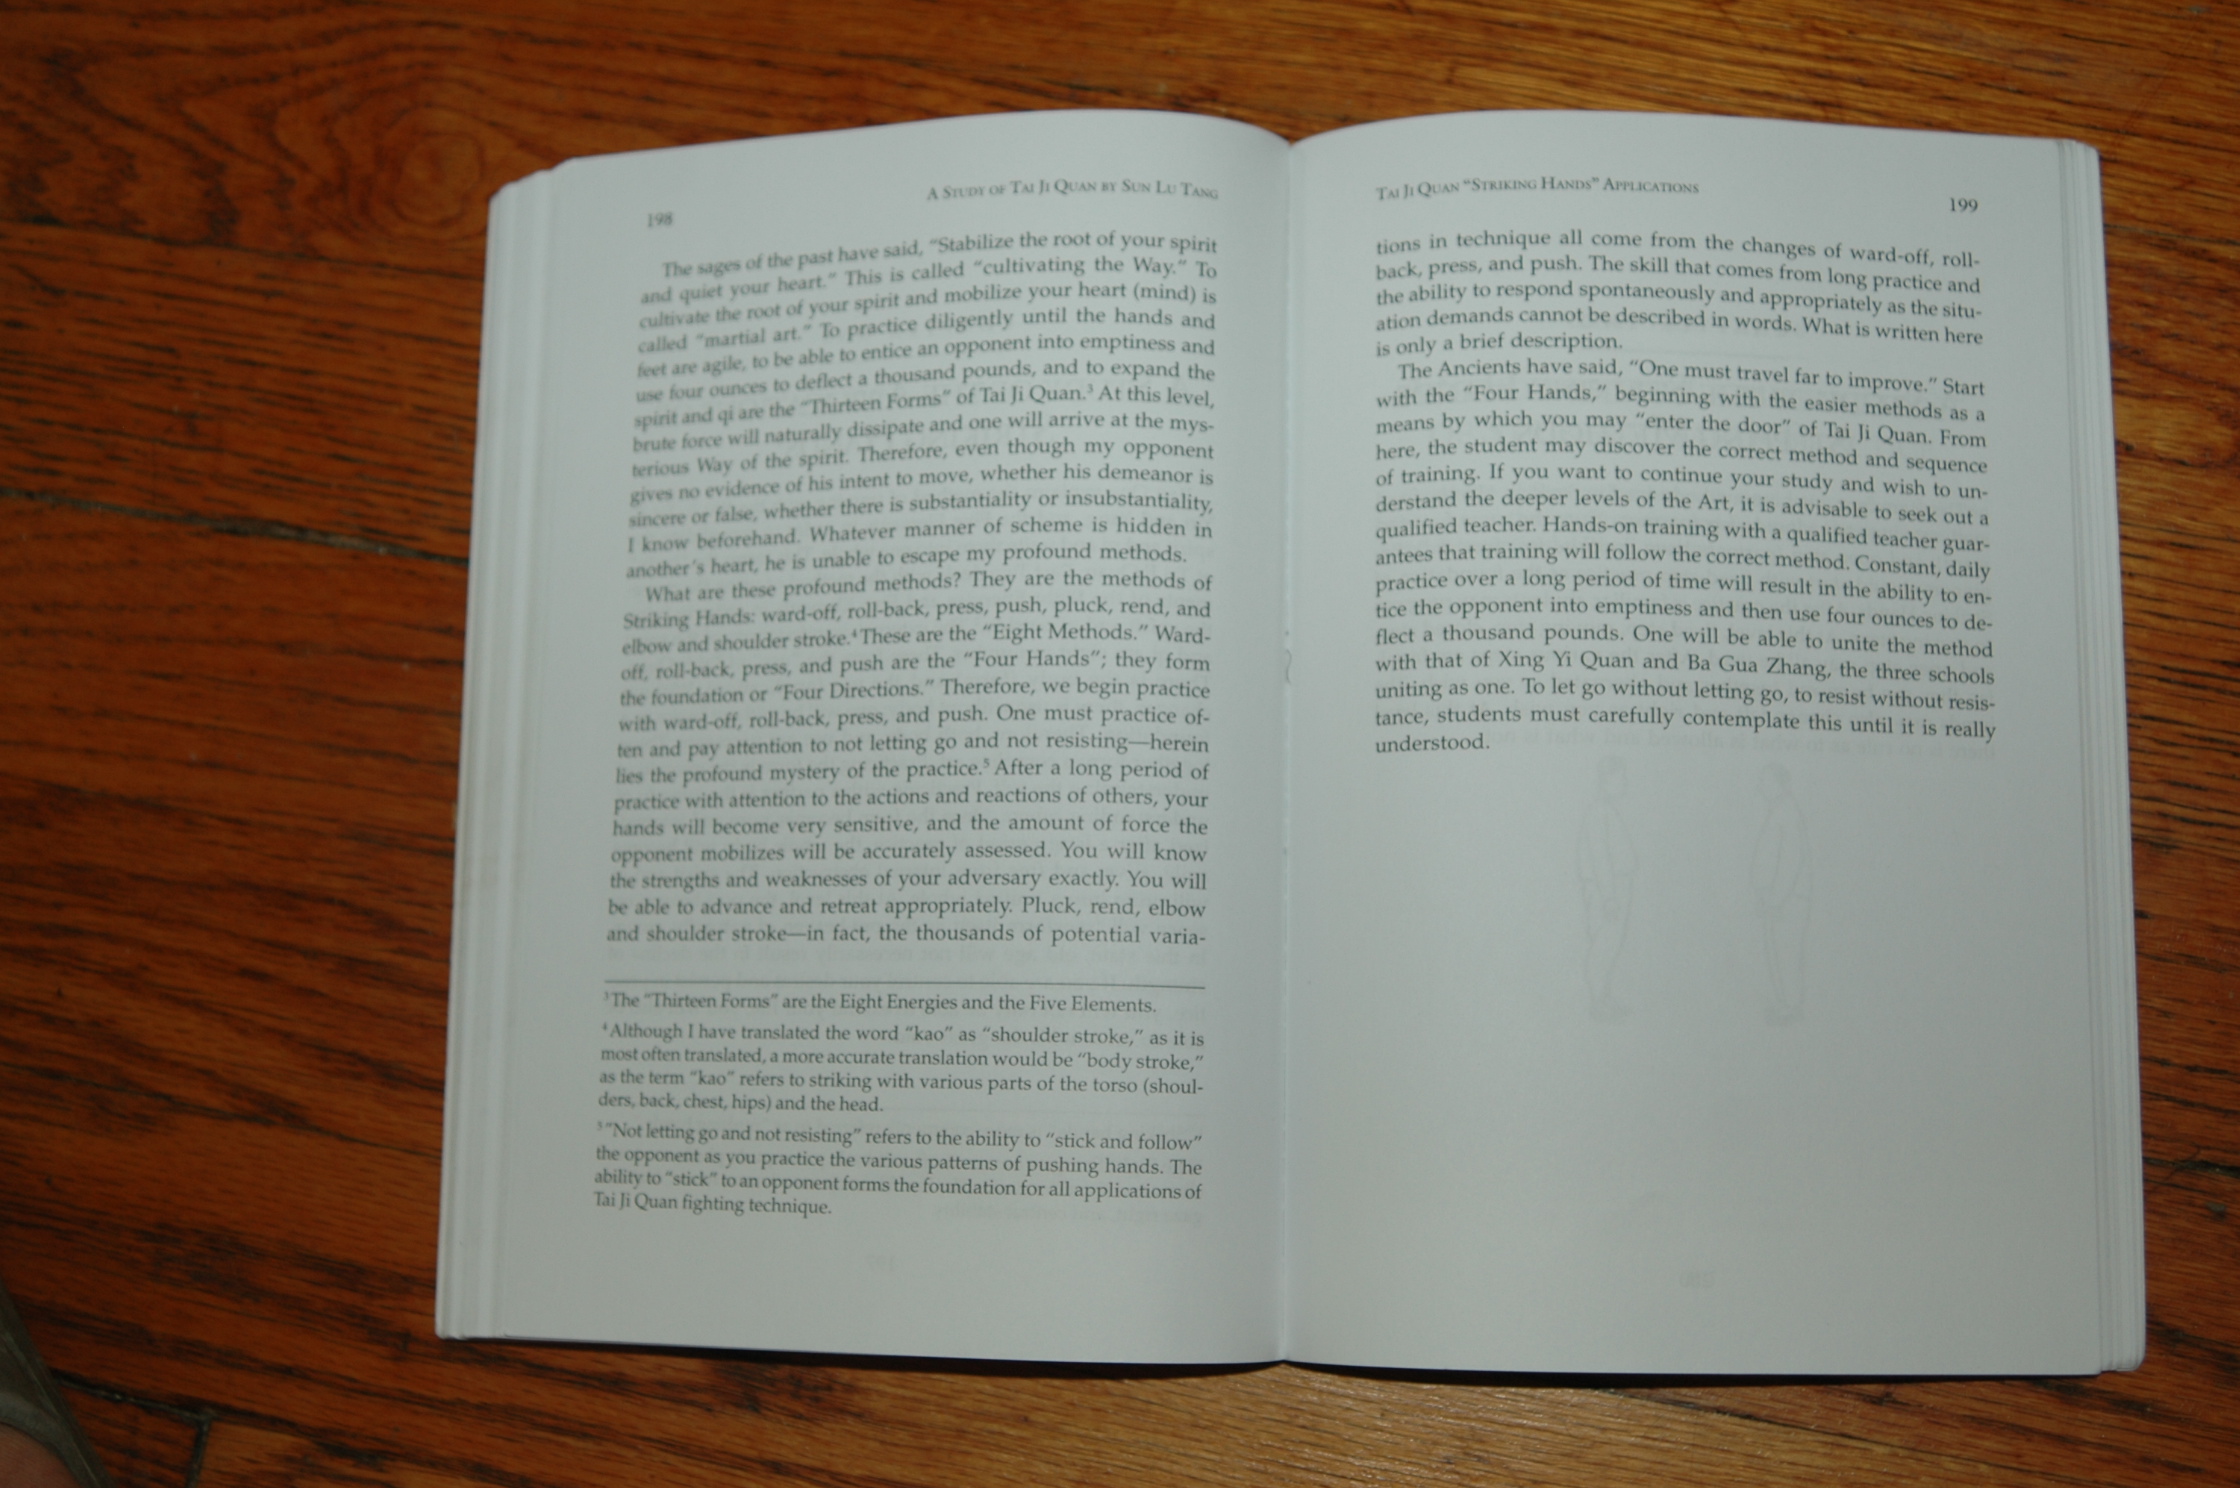 198
A STUDY OF TAI JI QUAN BY SUN LU TANG
The sages of the past have said, “Stabilize the root of your spirit
and quiet your heart.” This is called “cultivating the Way.” To
cultivate the root of your spirit and mobilize your heart (mind) is
called “martial art.” To practice diligently until the hands and
feet are agile, to be able to entice an opponent into emptiness and
use four ounces to deflect a thousand pounds, and to expand the
spirit and qi are the “Thirteen Forms” of Tai Ji Quan.³ At this level,
brute force will naturally dissipate and one will arrive at the mys-
terious Way of the spirit. Therefore, even though my opponent
gives no evidence of his intent to move, whether his demeanor is
sincere or false, whether there is substantiality or insubstantiality,
I know beforehand. Whatever manner of scheme is hidden in
another's heart, he is unable to escape my profound methods.
What are these profound methods? They are the methods of
Striking Hands: ward-off, roll-back, press, push, pluck, rend, and
elbow and shoulder stroke.⁴These are the “Eight Methods.” Ward-
off, roll-back, press, and push are the “Four Hands”; they form
the foundation or “Four Directions.” Therefore, we begin practice
with ward-off, roll-back, press, and push. One must practice of-
ten and pay attention to not letting go and not resisting—herein
lies the profound mystery of the practice.⁵ After a long period of
practice with attention to the actions and reactions of others, your
hands will become very sensitive, and the amount of force the
opponent mobilizes will be accurately assessed. You will know
the strengths and weaknesses of your adversary exactly. You will
be able to advance and retreat appropriately. Pluck, rend, elbow
and shoulder stroke—in fact, the thousands of potential varia-
³The “Thirteen Forms” are the Eight Energies and the Five Elements.
⁴Although I have translated the word “kao” as “shoulder stroke,” as it is
most often translated, a more accurate translation would be “body stroke,”
as the term “kao” refers to striking with various parts of the torso (shoul-
ders, back, chest, hips) and the head.
⁵“Not letting go and not resisting” refers to the ability to “stick and follow”
the opponent as you practice the various patterns of pushing hands. The
ability to “stick” to an opponent forms the foundation for all applications of
Tai Ji Quan fighting technique.
TAI JI QUAN “STRIKING HANDS” APPLICATIONS
199
tions in technique all come from the changes of ward-off, roll-
back, press, and push. The skill that comes from long practice and
the ability to respond spontaneously and appropriately as the situ-
ation demands cannot be described in words. What is written here
is only a brief description.
The Ancients have said, “One must travel far to improve.” Start
with the “Four Hands,” beginning with the easier methods as a
means by which you may “enter the door” of Tai Ji Quan. From
here, the student may discover the correct method and sequence
of training. If you want to continue your study and wish to un-
derstand the deeper levels of the Art, it is advisable to seek out a
qualified teacher. Hands-on training with a qualified teacher guar-
antees that training will follow the correct method. Constant, daily
practice over a long period of time will result in the ability to en-
tice the opponent into emptiness and then use four ounces to de-
flect a thousand pounds. One will be able to unite the method
with that of Xing Yi Quan and Ba Gua Zhang, the three schools
uniting as one. To let go without letting go, to resist without resis-
tance, students must carefully contemplate this until it is really
understood.